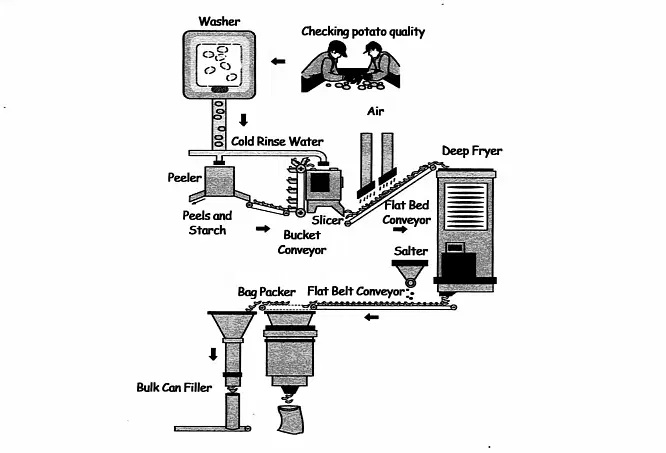 Washer
Checking potato quality
Air
Cold Rinse Water
Deep Fryer
Peeler
Peels and
Starch
Slicer
Flat Bed
Conveyor
Bucket
Conveyor
Salter
Bag Packer
Flat Belt Conveyor
Bulk Can Filler